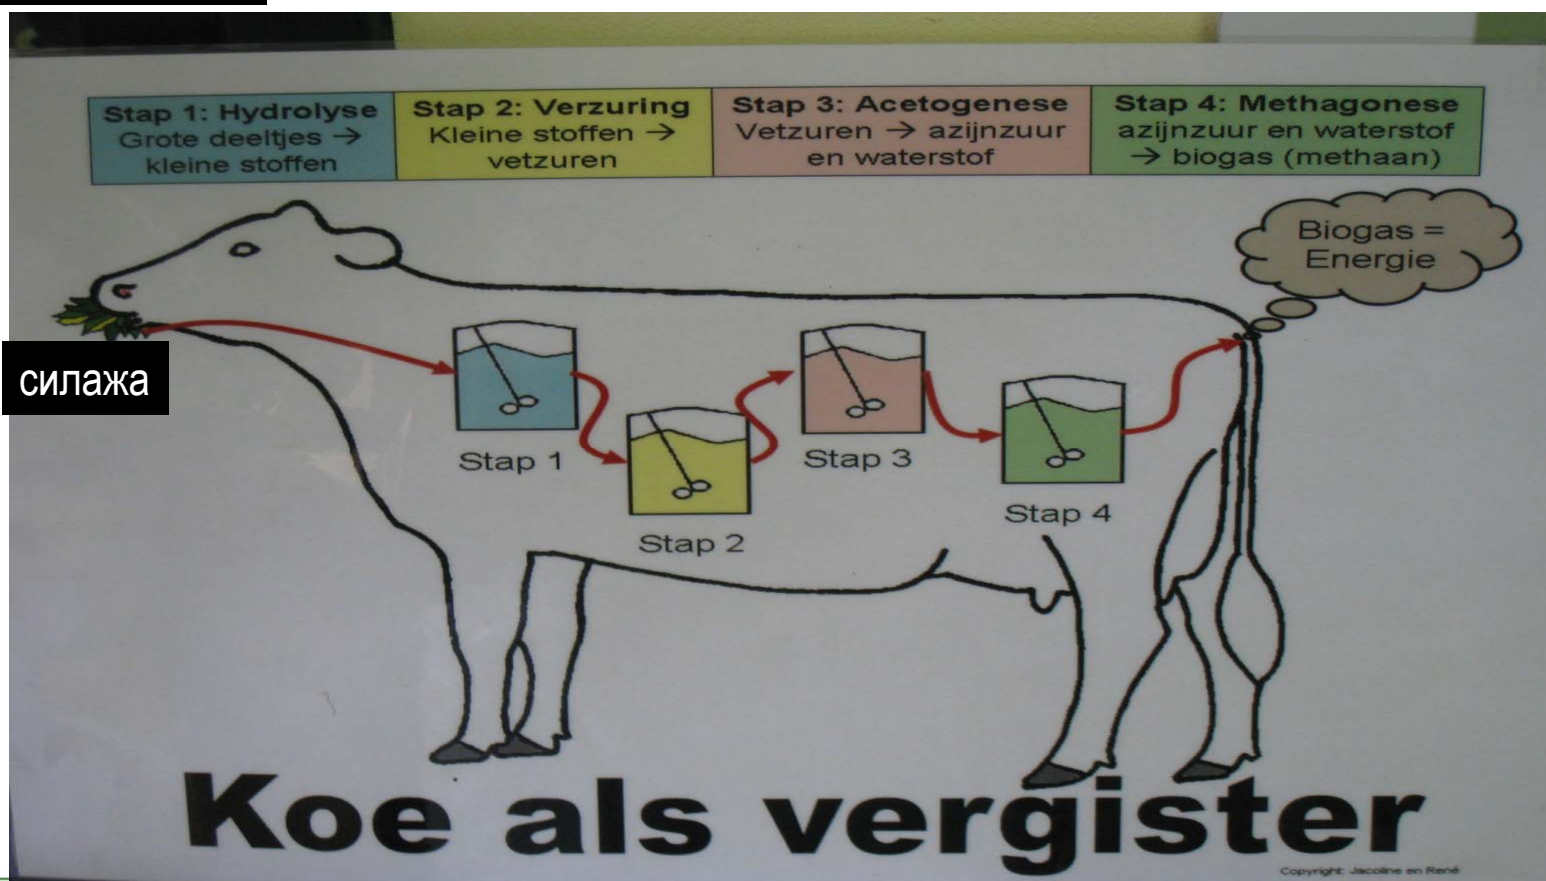 Stap 1: Hydrolyse
Grote deeltjes →
kleine stoffen
Stap 2: Verzuring
Kleine stoffen →
vetzuren
Stap 3: Acetogenese
Vetzuren → azijnzuur
en waterstof
Stap 4: Methagonese
azijnzuur en waterstof
→ biogas (methaan)
Biogas =
Energie
силажа
Stap 1
Stap 2
Stap 3
Stap 4
Koe als vergister
Copyright: Jacoline en René